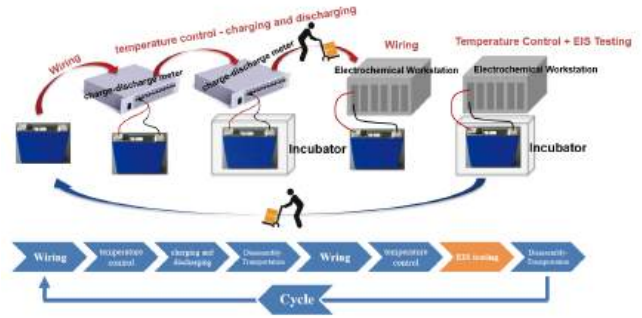 temperature control - charging and discharging
Wiring
Temperature Control + EIS Testing
Wiring
charge-discharge meter
charge-discharge meter
Electrochemical Workstation
Electrochemical Workstation
Incubator
Incubator
Wiring
temperature
control
charging and
discharging
Disassembly-
Transportation
Wring
temperature
control
EIS testing
Disassembly-
Transportation
Cycle